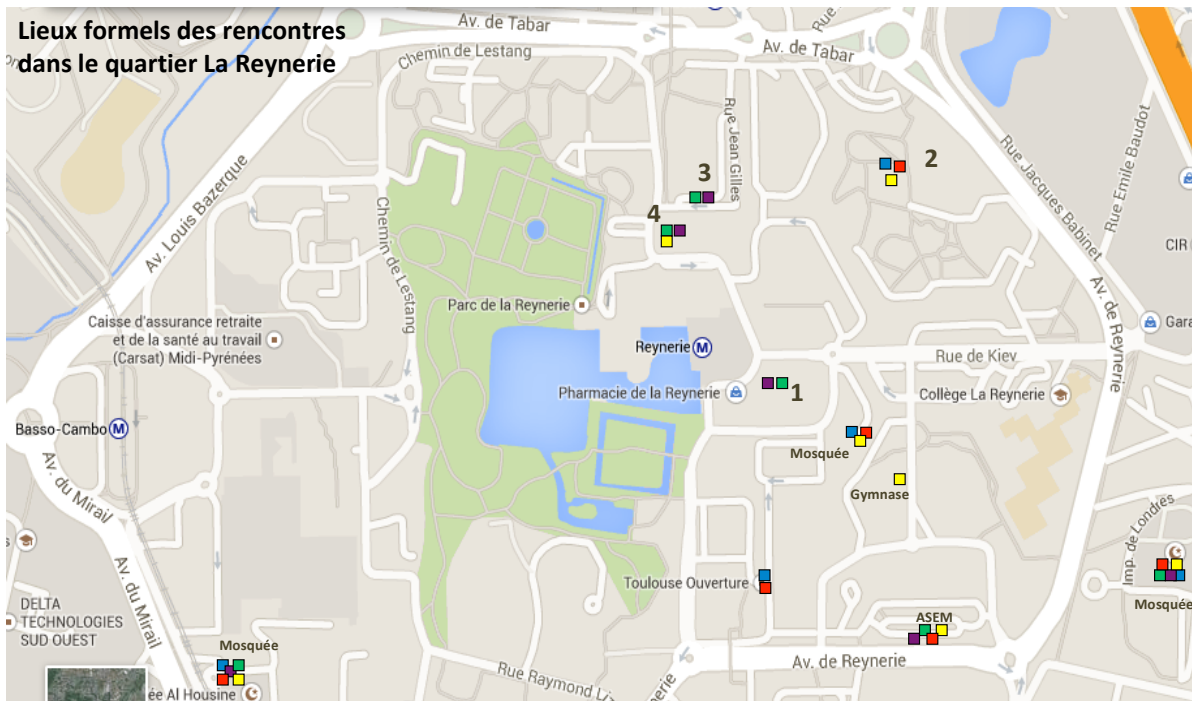 Lieux formels des rencontres
dans le quartier La Reynerie
Av. de Tabar
Rue
Av. de Tabar
Chemin de Lestang
Rue Jean Gilles
Rue Jacques Babinet
Rue Emile Baudot
2
3
4
Av. Louis Bazerque
Chemin de Lestang
CIR
Parc de la Reynerie
Caisse d'assurance retraite
et de la santé au travail
(Carsat) Midi-Pyrénées
Gara
Av. de Reynerie
Reynerie M
Rue de Kiev
Pharmacie de la Reynerie
1
Collège La Reynerie
Basso-Cambo M
Mosquée
Gymnase
Av. du Mirail
Imp. de Londres
s
Av. du Mirail
Toulouse Ouverture
Mosquée
DELTA
TECHNOLOGIES
SUD OUEST
ASEM
Mosquée
Av. de Reynerie
Rue Raymond Li
nerie
ée Al Housine